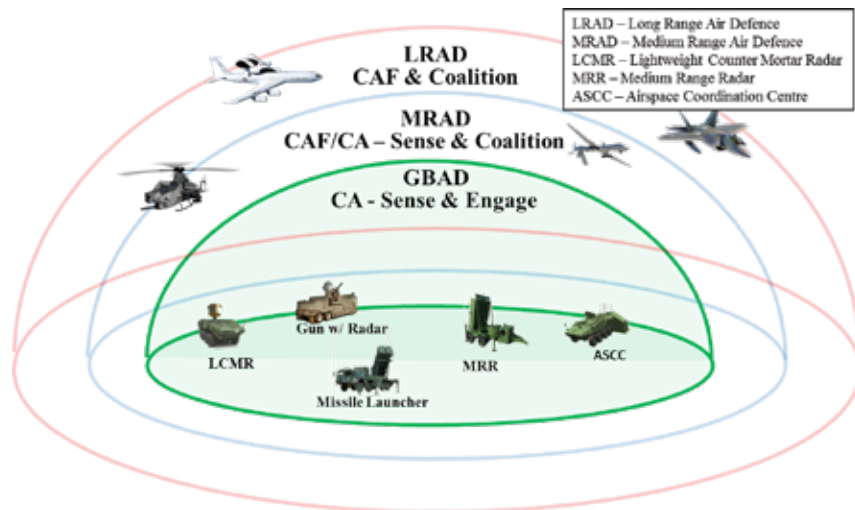 LRAD – Long Range Air Defence
MRAD – Medium Range Air Defence
LCMR – Lightweight Counter Mortar Radar
MRR – Medium Range Radar
ASCC – Airspace Coordination Centre
LRAD
CAF & Coalition
MRAD
CAF/CA – Sense & Coalition
GBAD
CA - Sense & Engage
Gun w/ Radar
LCMR
MRR
ASCC
Missile Launcher